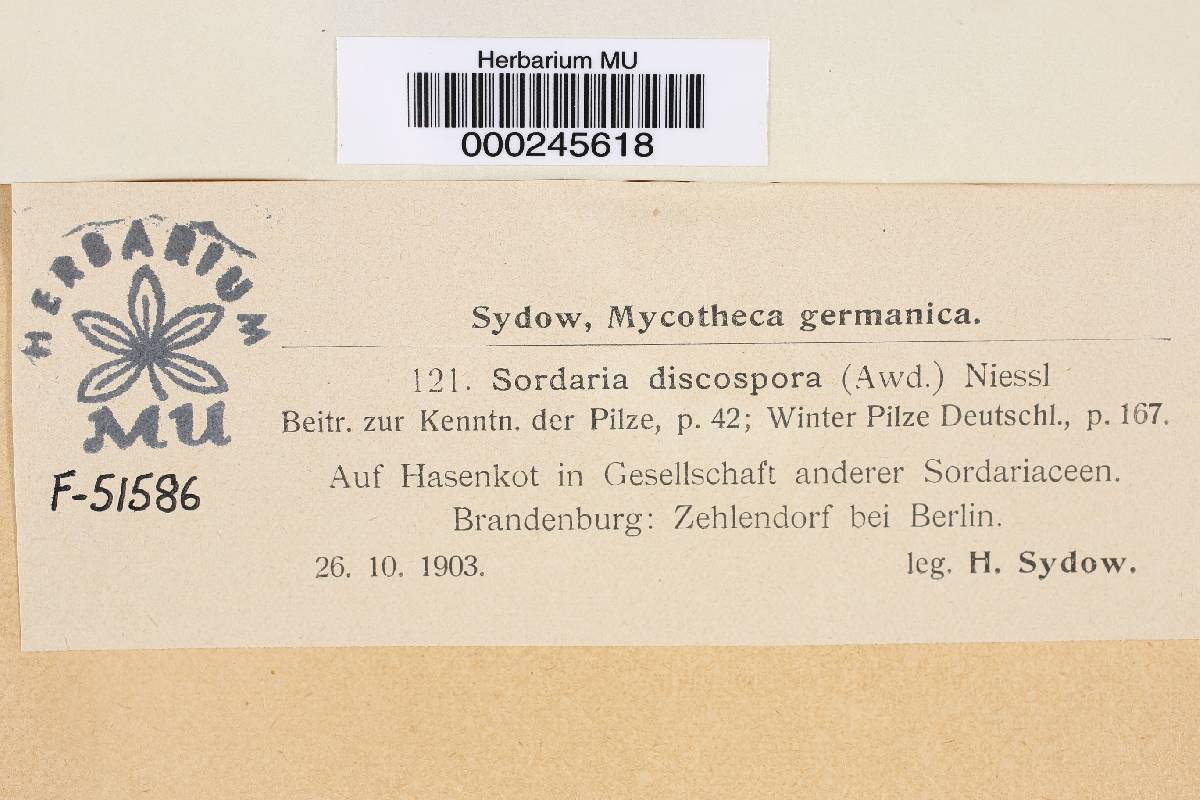 Herbarium MU
000245618
HERBARIUM
MU
F-51586
Sydow, Mycotheca germanica.
121. Sordaria discospora (Awd.) Niessl
Beitr. zur Kenntn. der Pilze, p. 42; Winter Pilze Deutschl., p. 167.
Auf Hasenkot in Gesellschaft anderer Sordariaceen.
Brandenburg: Zehlendorf bei Berlin.
26. 10. 1903. leg. H. Sydow.